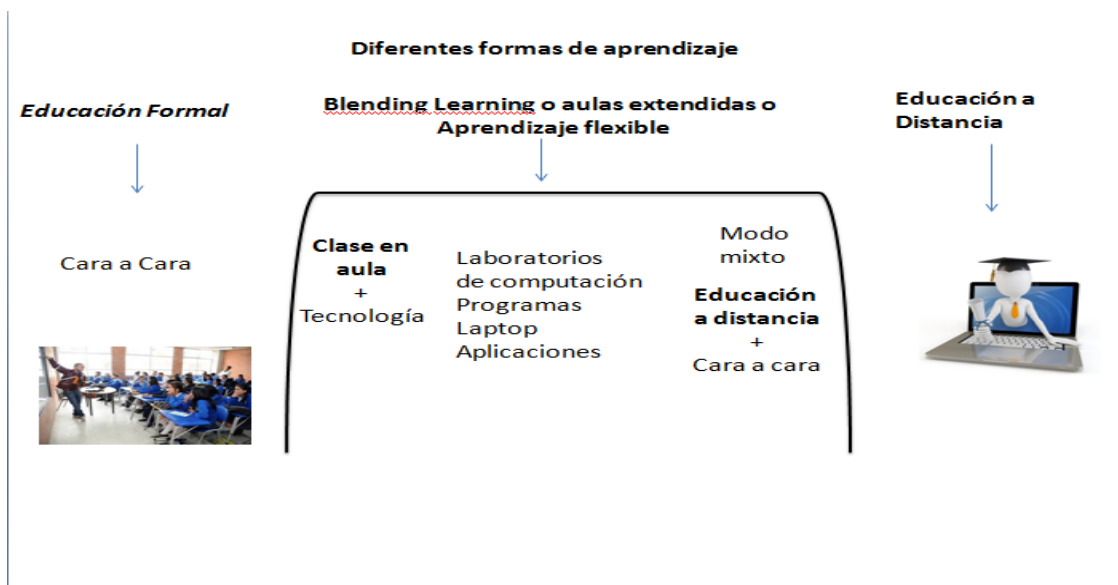 Diferentes formas de aprendizaje
Educación Formal
Cara a Cara
Blending Learning o aulas extendidas o
Aprendizaje flexible
Clase en
aula
+
Tecnología
Laboratorios
de computación
Programas
Laptop
Aplicaciones
Modo
mixto
Educación
a distancia
+
Cara a cara
Educación a
Distancia